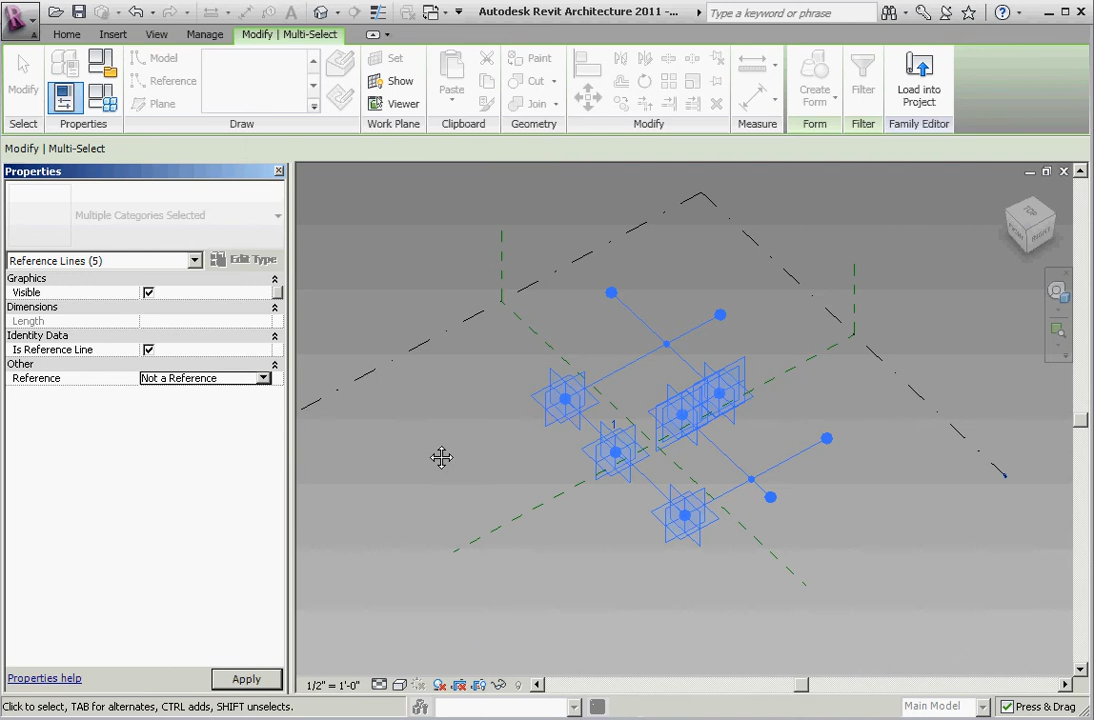 Autodesk Revit Architecture 2011 -...
Type a keyword or phrase
Home
Insert
View
Manage
Modify | Multi-Select
Modify
Select
Properties
Model
Reference
Plane
Draw
Set
Show
Viewer
Work Plane
Paste
Clipboard
Paint
Cut
Join
Geometry
Modify
Measure
Create
Form
Form
Filter
Filter
Load into
Project
Family Editor
Modify | Multi-Select
Properties
Multiple Categories Selected
Reference Lines (5)
Edit Type
Graphics
Visible
Dimensions
Length
Identity Data
Is Reference Line
Other
Reference
Not a Reference
Properties help
Apply
TOP
RIGHT
1
1/2" = 1'-0"
Click to select, TAB for alternates, CTRL adds, SHIFT unselects.
Main Model
Press & Drag